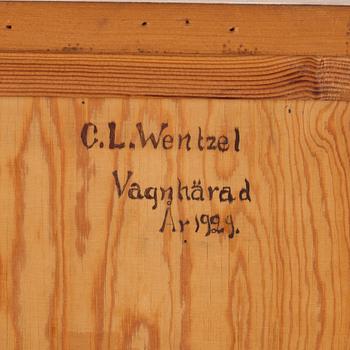 C.L.Wentzel
Vagnhärad
År 1929.